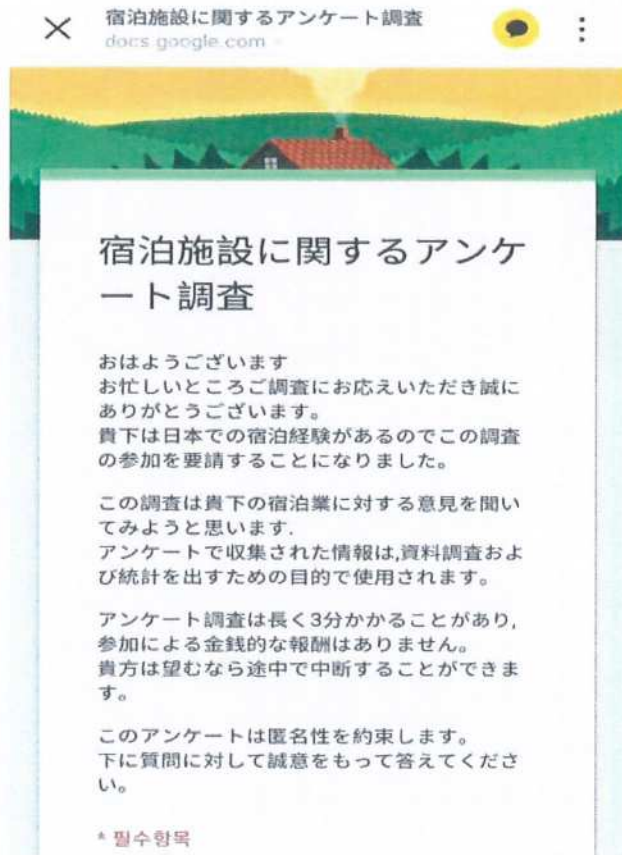 宿泊施設に関するアンケート調査
docs.google.com
宿泊施設に関するアンケ
ート調査
おはようございます
お忙しいところご調査にお応えいただき誠に
ありがとうございます。
貴下は日本での宿泊経験があるのでこの調査
の参加を要請することになりました。
この調査は貴下の宿泊業に対する意見を聞い
てみようと思います.
アンケートで収集された情報は,資料調査およ
び統計を出すための目的で使用されます。
アンケート調査は長く3分かかることがあり,
参加による金銭的な報酬はありません。
貴方は望むなら途中で中断することができま
す。
このアンケートは匿名性を約束します。
下に質問に対して誠意をもって答えてくださ
い。
* 필수항목